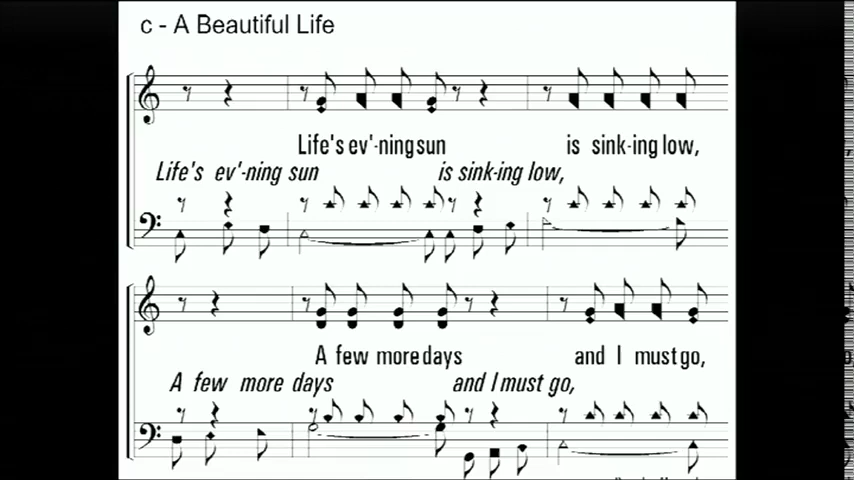 c - A Beautiful Life
Life's ev'-ning sun is sink-ing low,
Life's ev'-ning sun is sink-ing low,
A few more days and I must go,
A few more days and I must go,